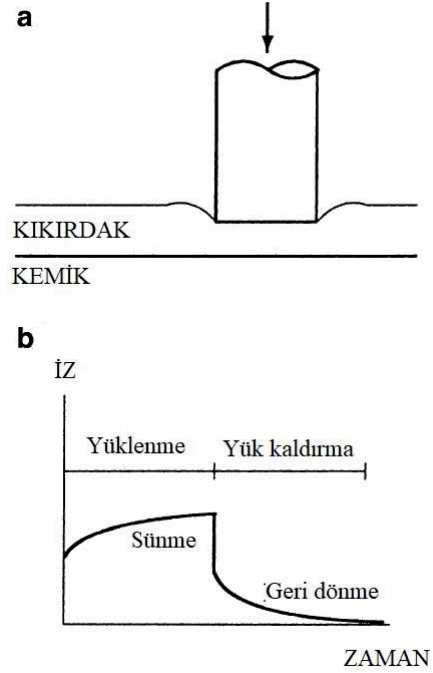 a
KIKIRDAK
KEMİK
b
İZ
Yüklenme
Yük kaldırma
Sünme
Geri dönme
ZAMAN